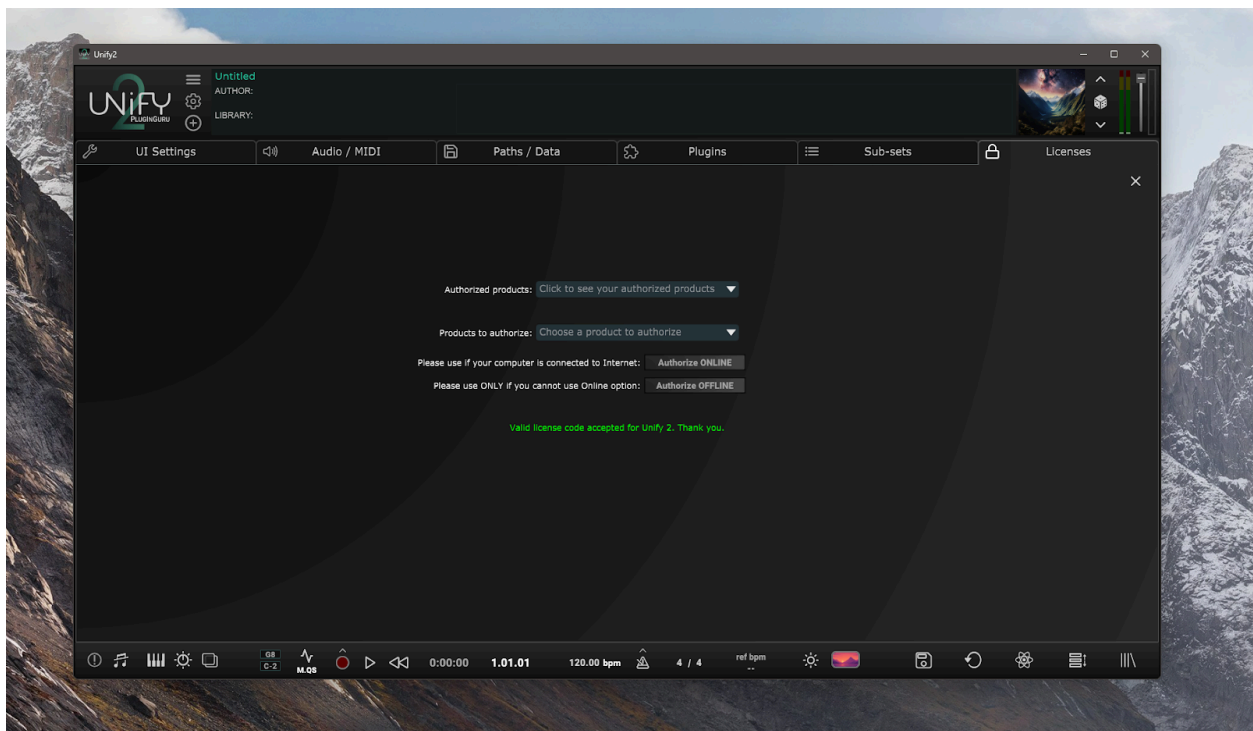 Unify2
UNiFY
2
PLUGINGURU
Untitled
AUTHOR:
LIBRARY:
UI Settings
Audio / MIDI
Paths / Data
Plugins
Sub-sets
Licenses
Authorized products: Click to see your authorized products
Products to authorize: Choose a product to authorize
Please use if your computer is connected to Internet: Authorize ONLINE
Please use ONLY if you cannot use Online option: Authorize OFFLINE
Valid license code accepted for Unify 2. Thank you.
G8
C-2
M.QS
0:00:00
1.01.01
120.00 bpm
4 / 4
ref bpm
--